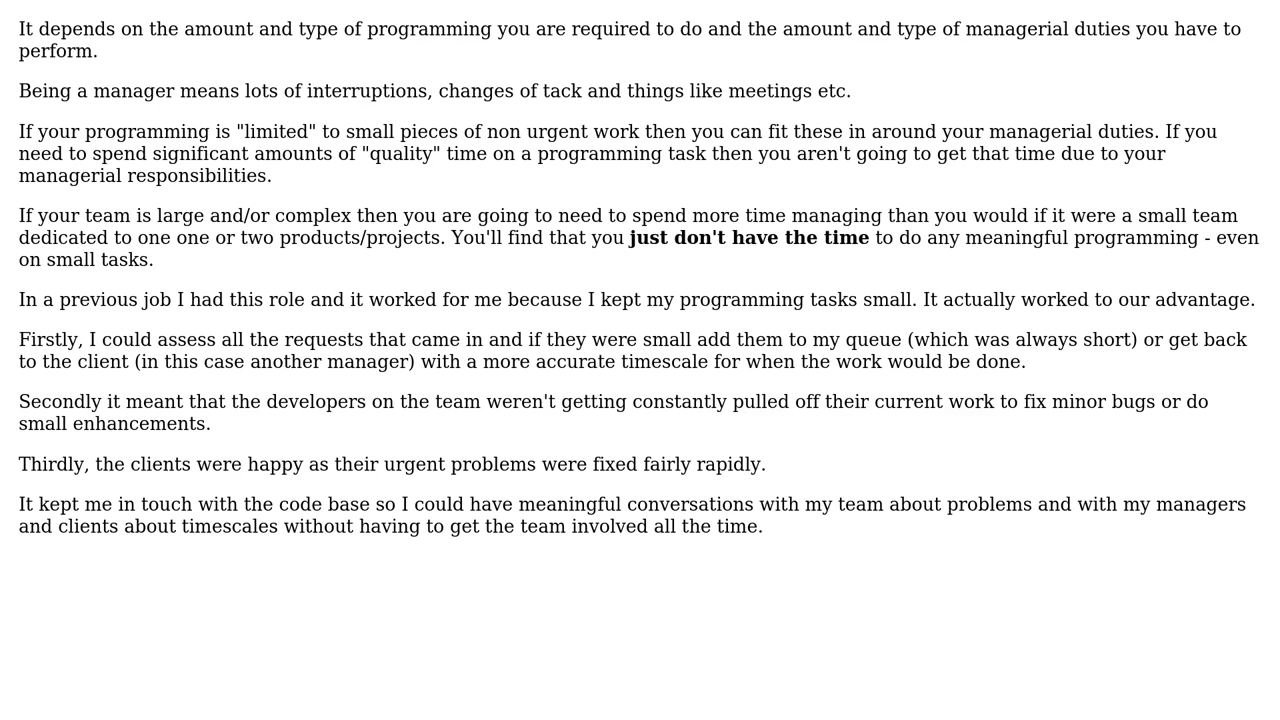 It depends on the amount and type of programming you are required to do and the amount and type of managerial duties you have to
perform.
Being a manager means lots of interruptions, changes of tack and things like meetings etc.
If your programming is "limited" to small pieces of non urgent work then you can fit these in around your managerial duties. If you
need to spend significant amounts of "quality" time on a programming task then you aren't going to get that time due to your
managerial responsibilities.
If your team is large and/or complex then you are going to need to spend more time managing than you would if it were a small team
dedicated to one one or two products/projects. You'll find that you just don't have the time to do any meaningful programming - even
on small tasks.
In a previous job I had this role and it worked for me because I kept my programming tasks small. It actually worked to our advantage.
Firstly, I could assess all the requests that came in and if they were small add them to my queue (which was always short) or get back
to the client (in this case another manager) with a more accurate timescale for when the work would be done.
Secondly it meant that the developers on the team weren't getting constantly pulled off their current work to fix minor bugs or do
small enhancements.
Thirdly, the clients were happy as their urgent problems were fixed fairly rapidly.
It kept me in touch with the code base so I could have meaningful conversations with my team about problems and with my managers
and clients about timescales without having to get the team involved all the time.